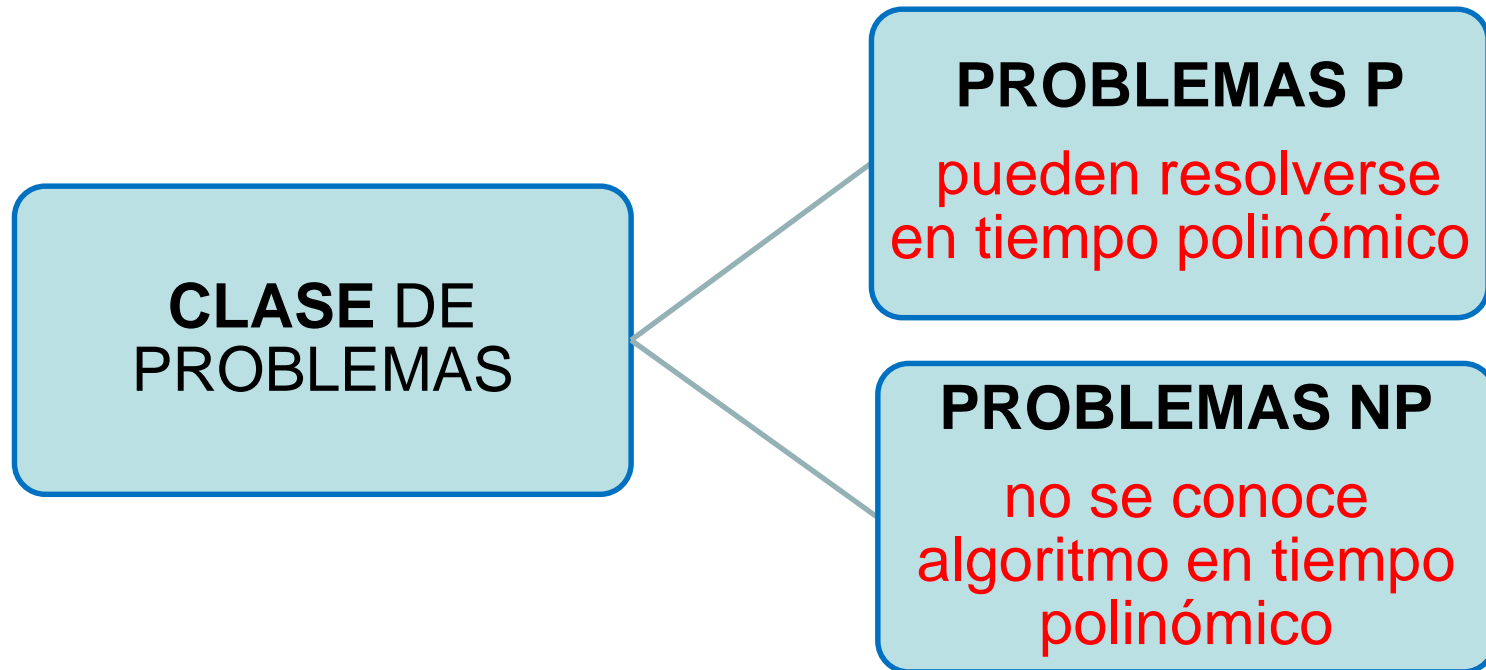 CLASE DE
PROBLEMAS
PROBLEMAS P
pueden resolverse
en tiempo polinómico
PROBLEMAS NP
no se conoce
algoritmo en tiempo
polinómico